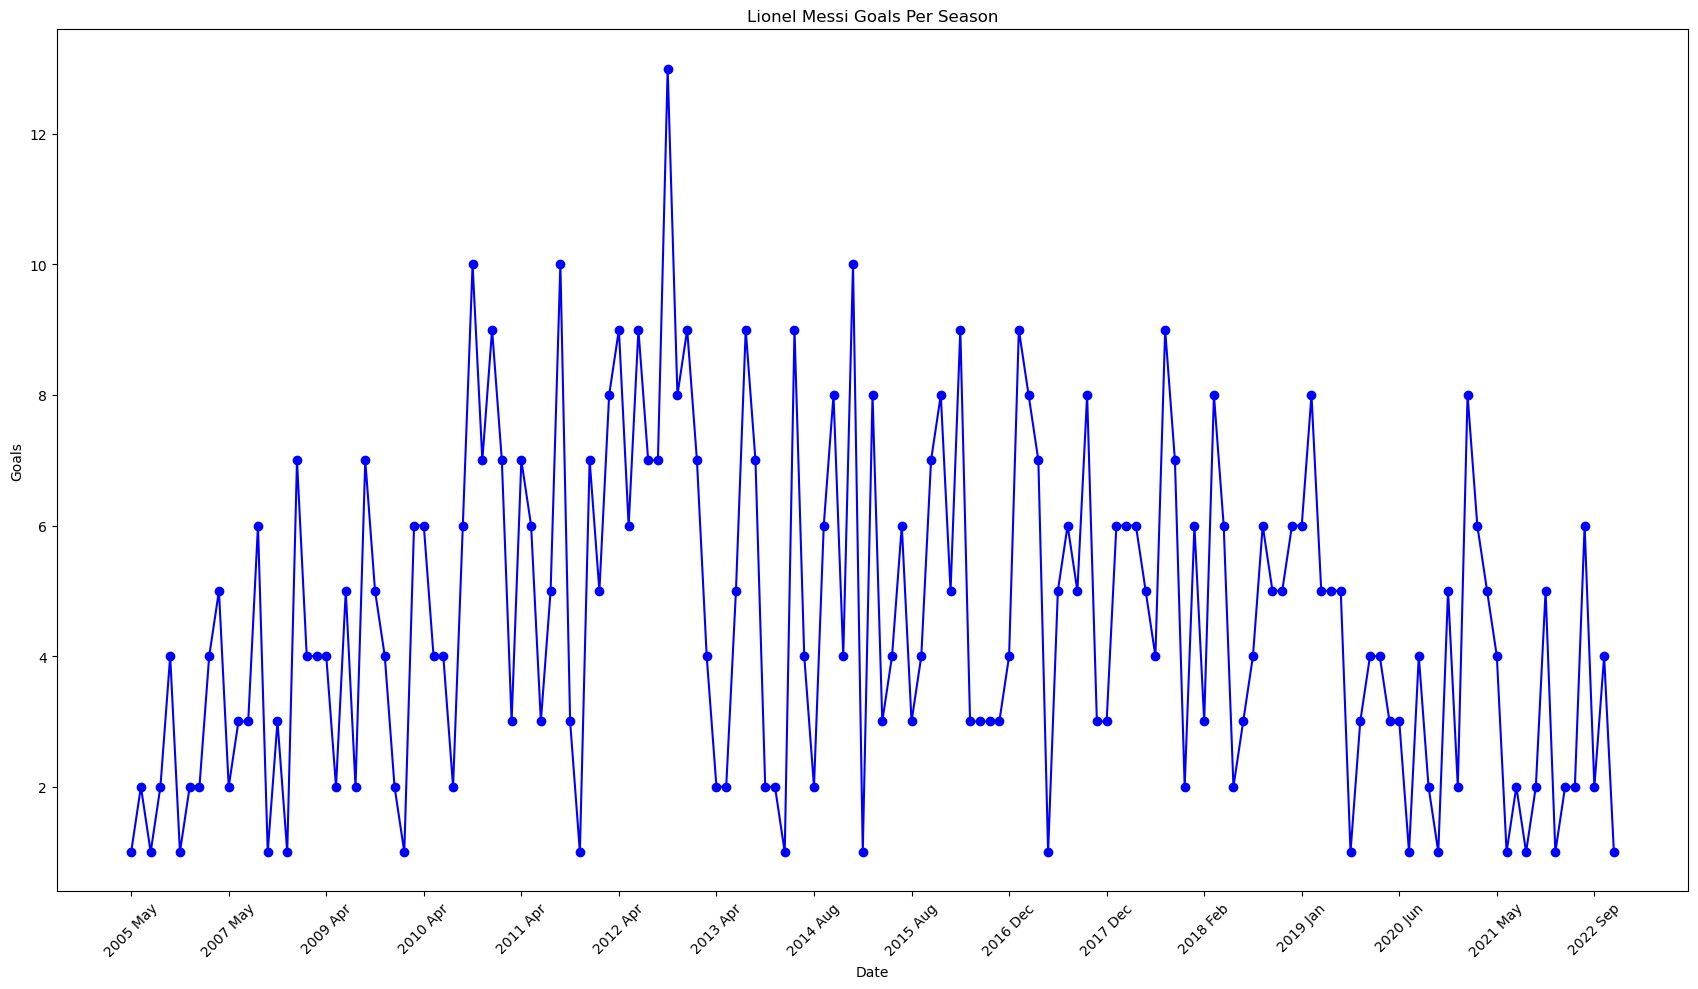 Lionel Messi Goals Per Season
Goals
12
10
8
6
4
2
2005 May
2007 May
2009 Apr
2010 Apr
2011 Apr
2012 Apr
2013 Apr
2014 Aug
2015 Aug
2016 Dec
2017 Dec
2018 Feb
2019 Jan
2020 Jun
2021 May
2022 Sep
Date